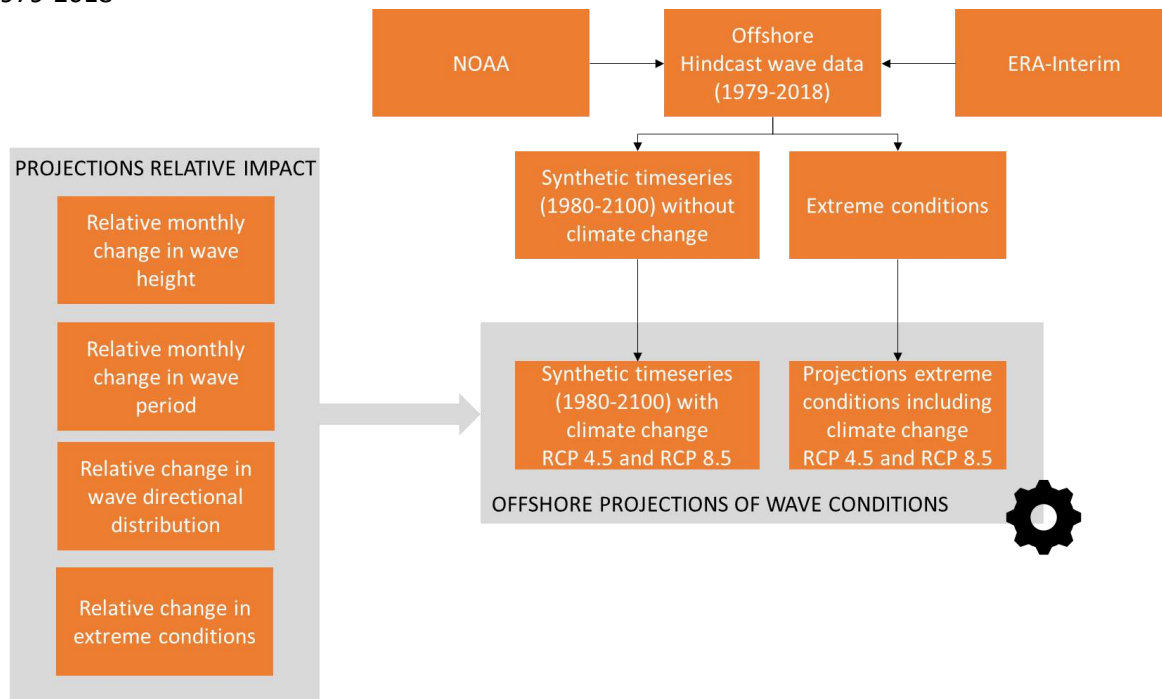 NOAA
Offshore
Hindcast wave data
(1979-2018)
ERA-Interim
PROJECTIONS RELATIVE IMPACT
Relative monthly
change in wave
height
Relative monthly
change in wave
period
Relative change in
wave directional
distribution
Relative change in
extreme conditions
Synthetic timeseries
(1980-2100) without
climate change
Extreme conditions
Synthetic timeseries
(1980-2100) with
climate change
RCP 4.5 and RCP 8.5
Projections extreme
conditions including
climate change
RCP 4.5 and RCP 8.5
OFFSHORE PROJECTIONS OF WAVE CONDITIONS